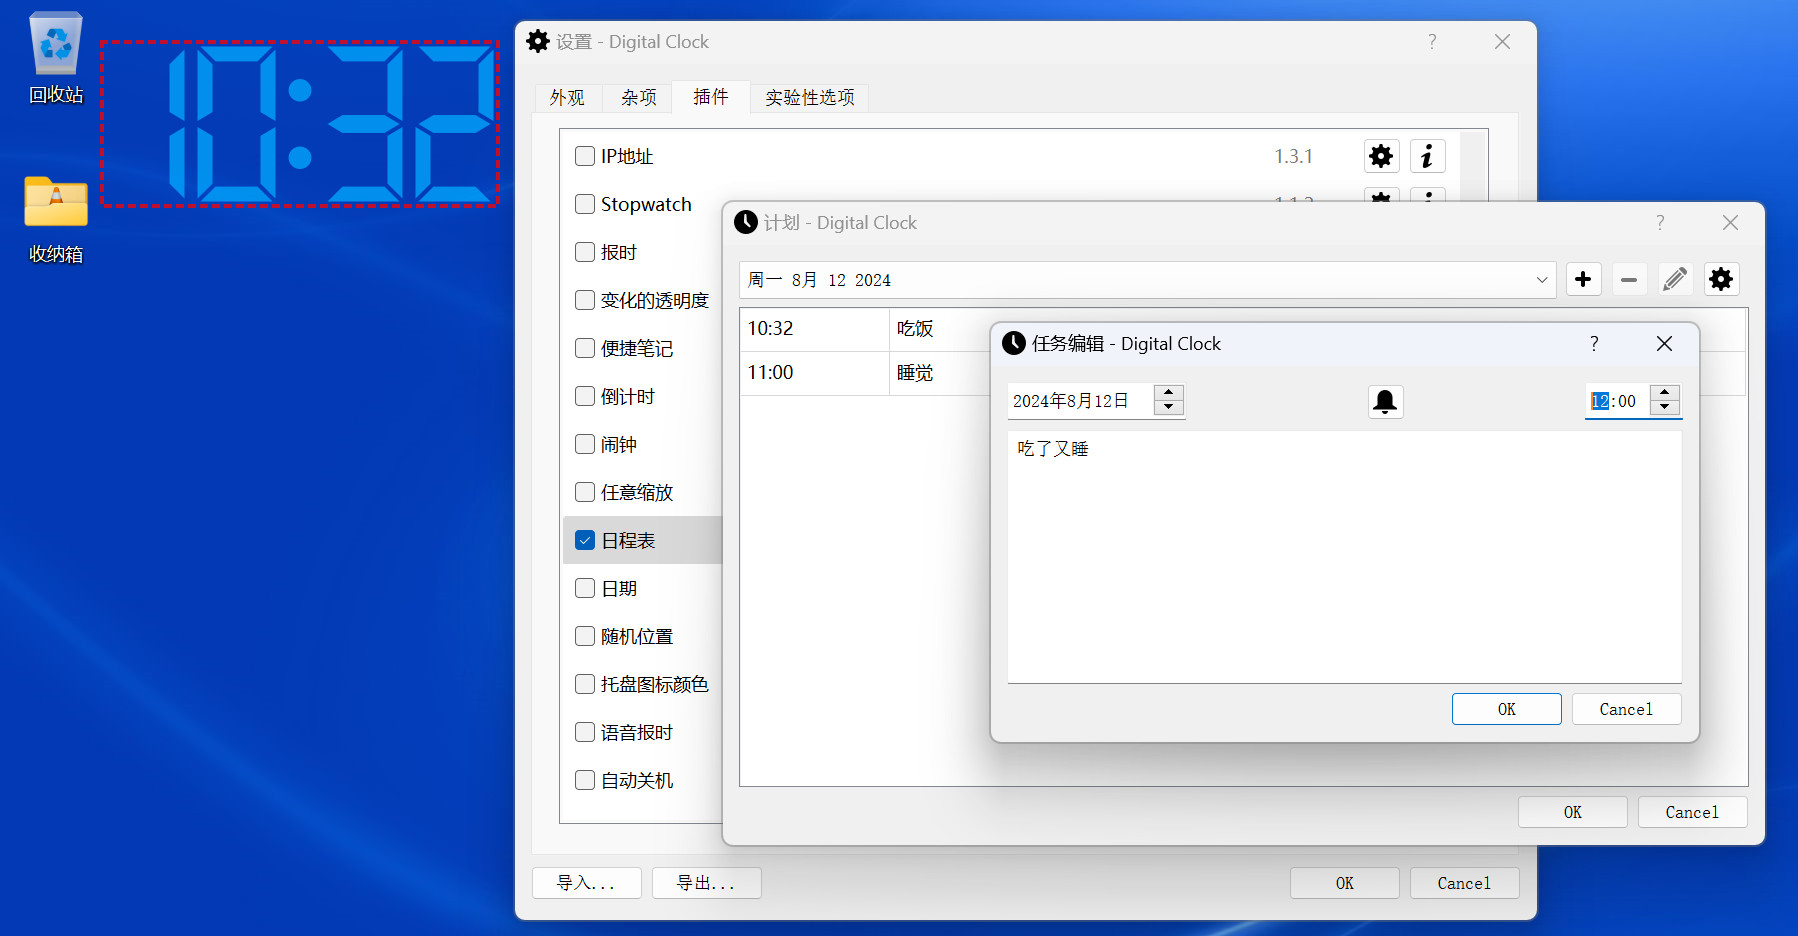 回收站
10:32
收纳箱
设置 - Digital Clock
?
外观
杂项
插件
实验性选项
IP地址
1.3.1
i
Stopwatch
报时
变化的透明度
便捷笔记
倒计时
闹钟
任意缩放
日程表
日期
随机位置
托盘图标颜色
语音报时
自动关机
导入...
导出...
OK
Cancel
计划 - Digital Clock
?
周一 8月 12 2024
10:32 吃饭
11:00 睡觉
OK
Cancel
任务编辑 - Digital Clock
?
2024年8月12日
12:00
吃了又睡
OK
Cancel